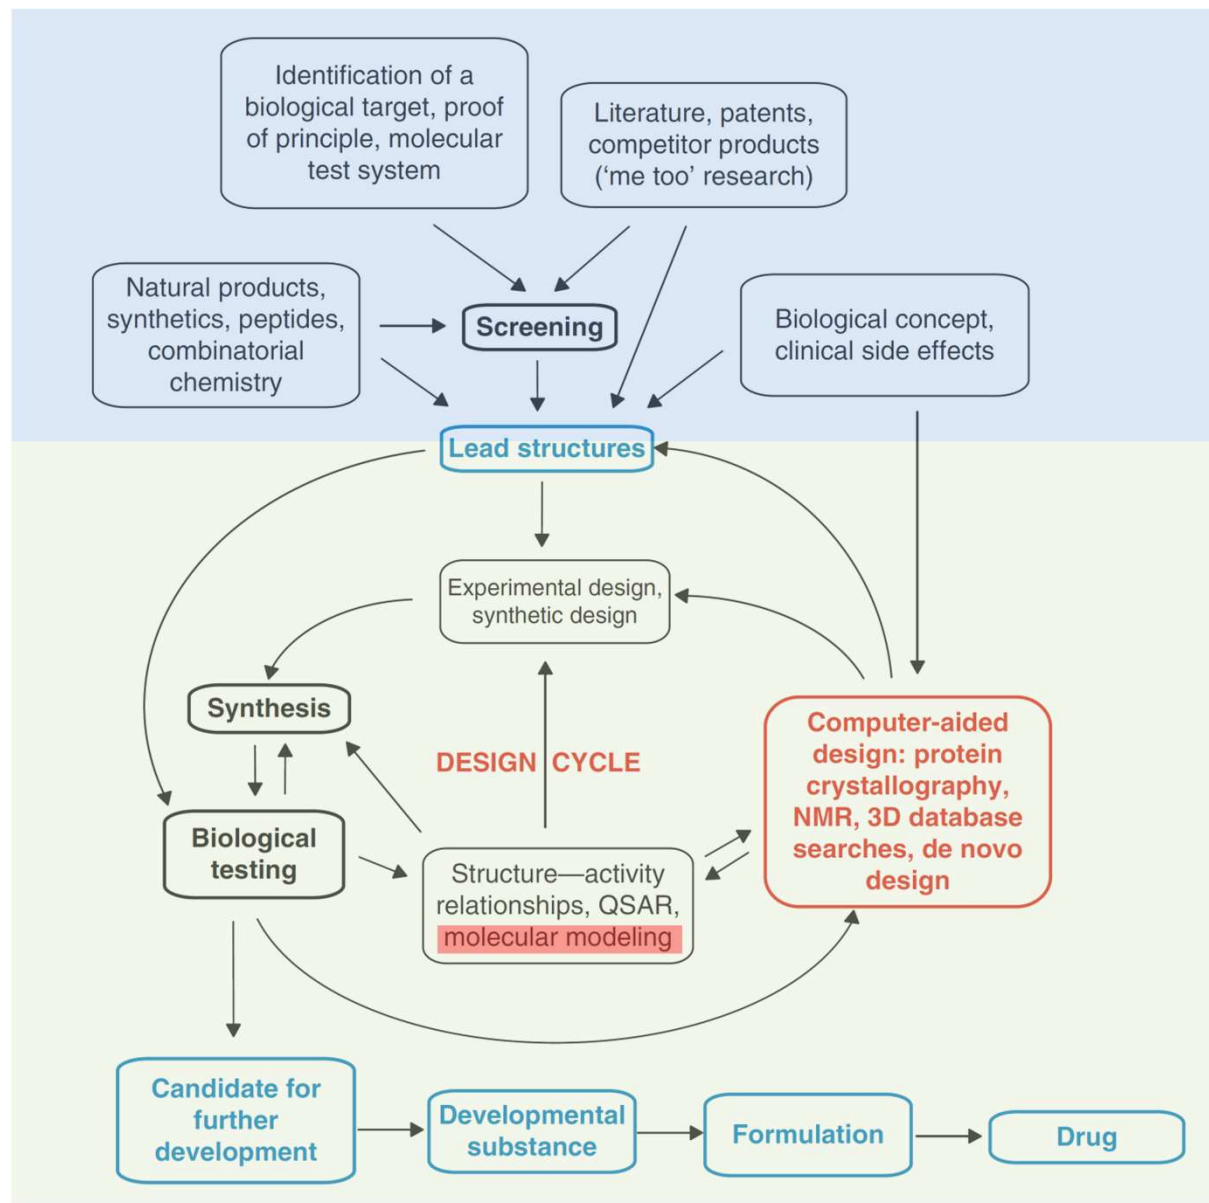 Identification of a
biological target, proof
of principle, molecular
test system
Literature, patents,
competitor products
(‘me too’ research)
Natural products,
synthetics, peptides,
combinatorial
chemistry
Screening
Biological concept,
clinical side effects
Lead structures
Experimental design,
synthetic design
Synthesis
DESIGN CYCLE
Computer-aided
design: protein
crystallography,
NMR, 3D database
searches, de novo
design
Biological
testing
Structure—activity
relationships, QSAR,
molecular modeling
Candidate for
further
development
Developmental
substance
Formulation
Drug